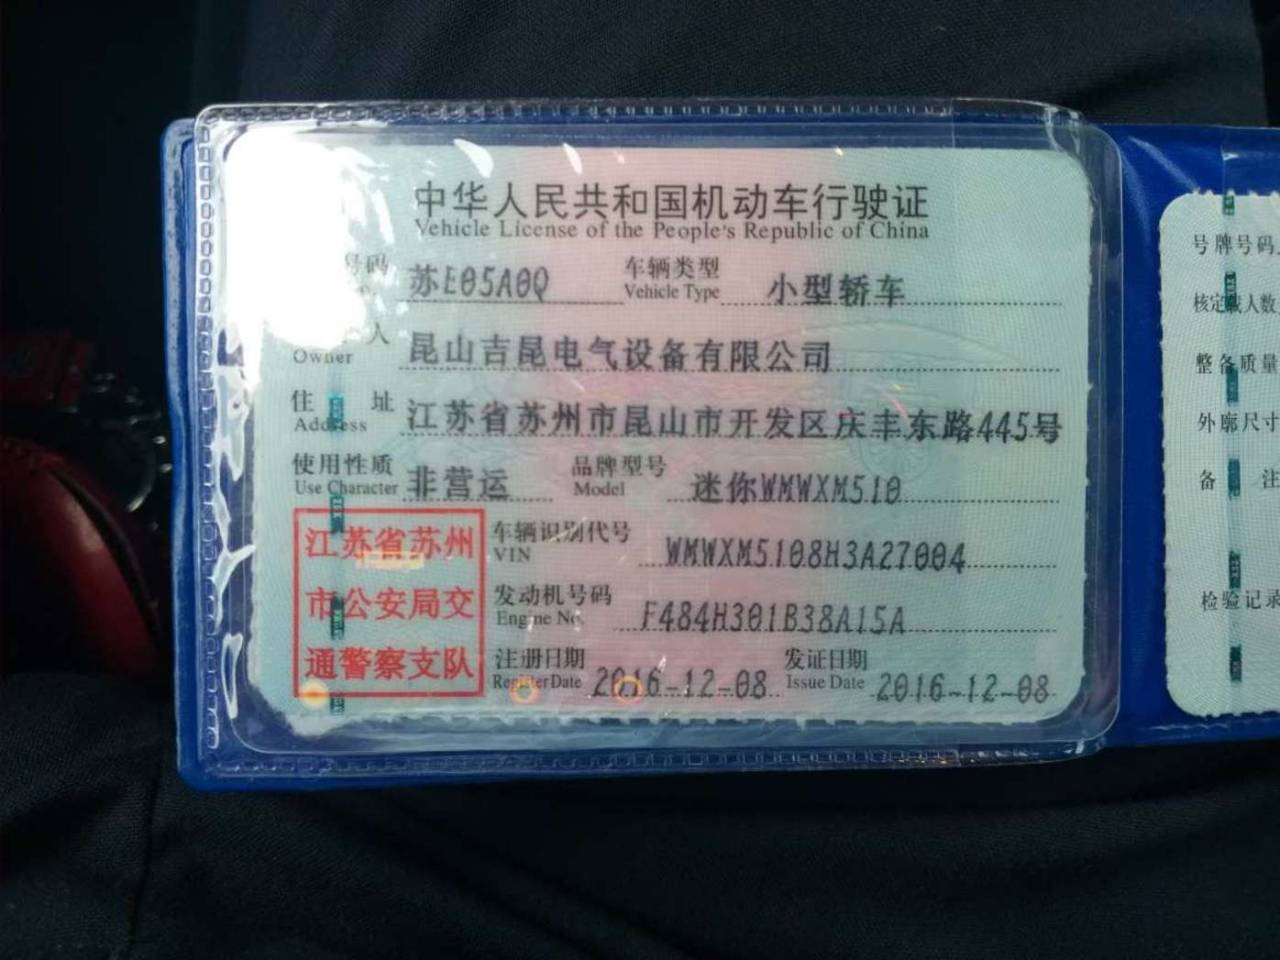 中华人民共和国机动车行驶证
Vehicle License of the People's Republic of China
号码 苏E05A0Q 车辆类型 Vehicle Type 小型轿车
人 Owner 昆山吉昆电气设备有限公司
住 址 Address 江苏省苏州市昆山市开发区庆丰东路445号
使用性质 Use Character 非营运 品牌型号 Model 迷你WMWXM510
江苏省苏州
市公安局交
通警察支队
车辆识别代号 VIN WMWXM5108H3A27004
发动机号码 Engine No. F484H301B38A15A
注册日期 Register Date 2016-12-08 发证日期 Issue Date 2016-12-08
号牌号码
核定载人数
整备质量
外廓尺寸
备 注
检验记录